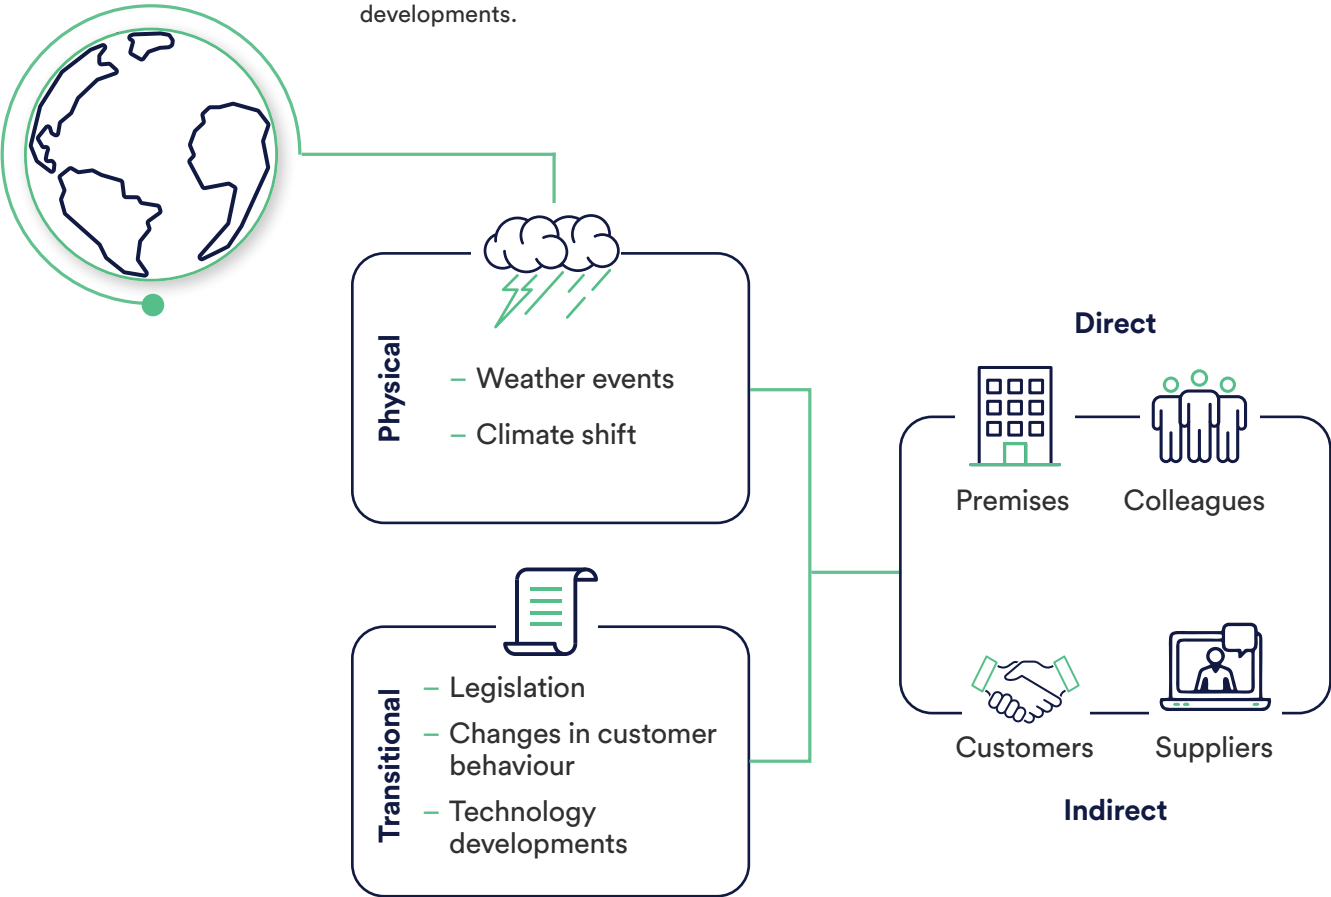 developments.
Physical
– Weather events
– Climate shift
Transitional
– Legislation
– Changes in customer
behaviour
– Technology
developments
Direct
Premises
Colleagues
Customers
Suppliers
Indirect